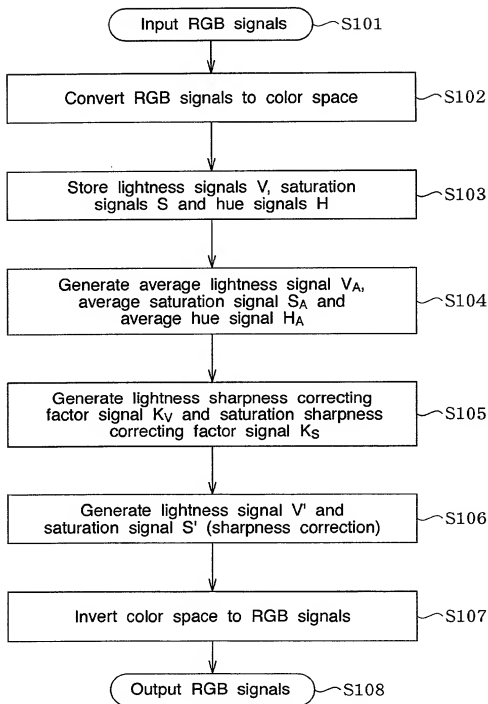 Input RGB signals S101
Convert RGB signals to color space S102
Store lightness signals V, saturation
signals S and hue signals H S103
Generate average lightness signal VA,
average saturation signal SA and
average hue signal HA S104
Generate lightness sharpness correcting
factor signal KV and saturation sharpness
correcting factor signal KS S105
Generate lightness signal V' and
saturation signal S' (sharpness correction) S106
Invert color space to RGB signals S107
Output RGB signals S108